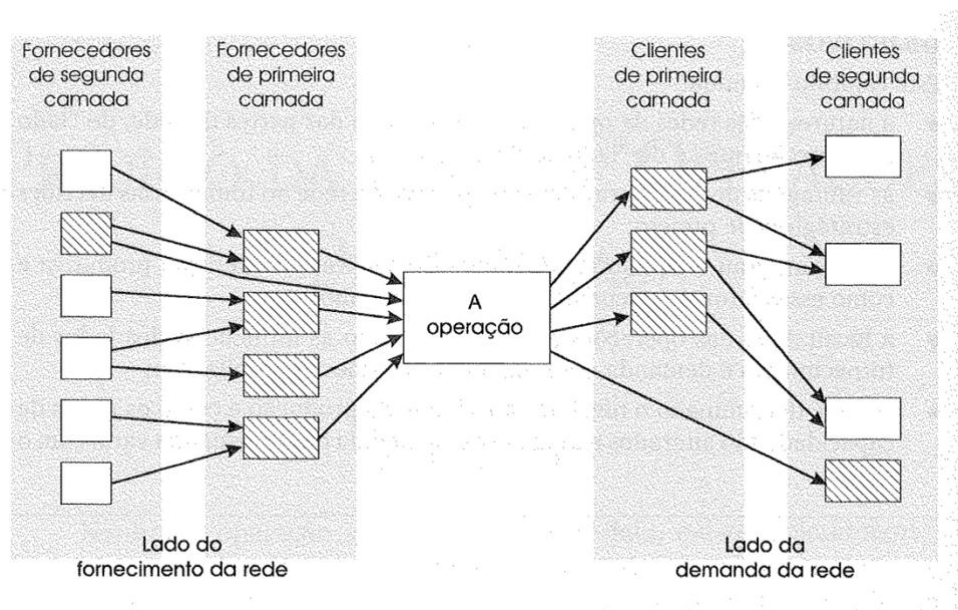 Fornecedores
de segunda
camada
Fornecedores
de primeira
camada
Clientes
de primeira
camada
Clientes
de segunda
camada
A
operação
Lado do
fornecimento da rede
Lado da
demanda da rede